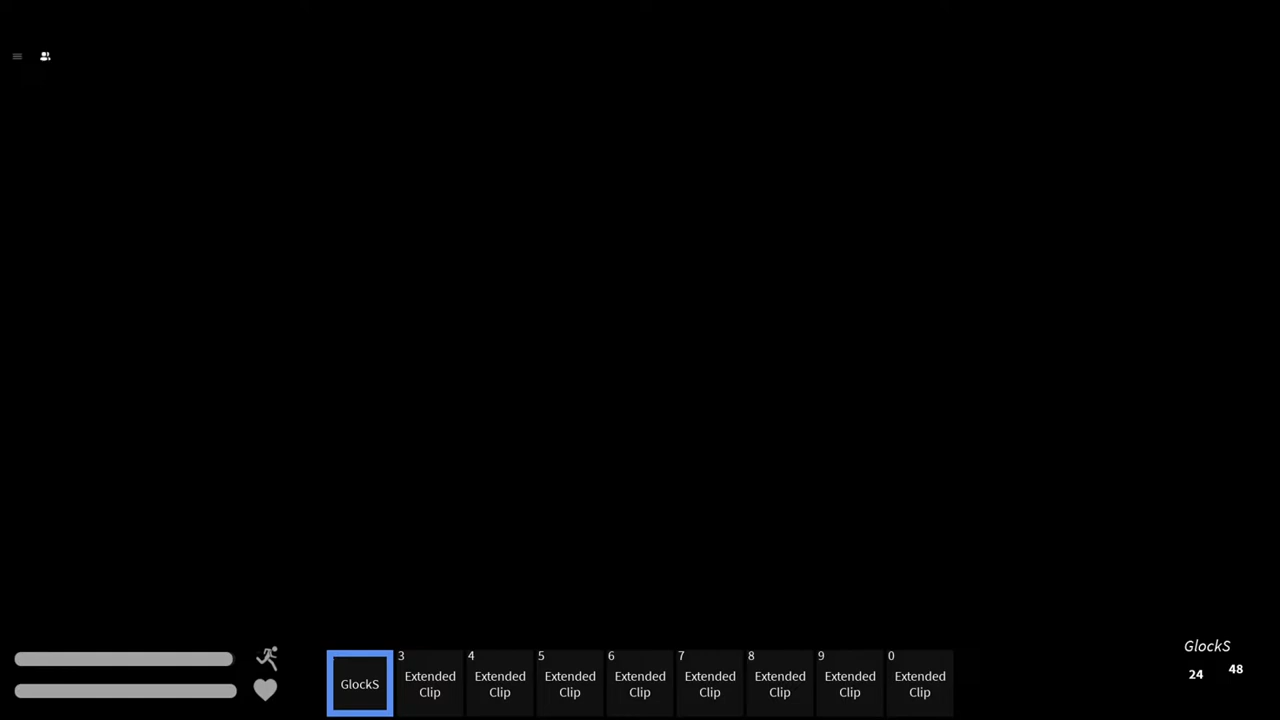 GlockS
3
Extended
Clip
4
Extended
Clip
5
Extended
Clip
6
Extended
Clip
7
Extended
Clip
8
Extended
Clip
9
Extended
Clip
0
Extended
Clip
GlockS
24
48